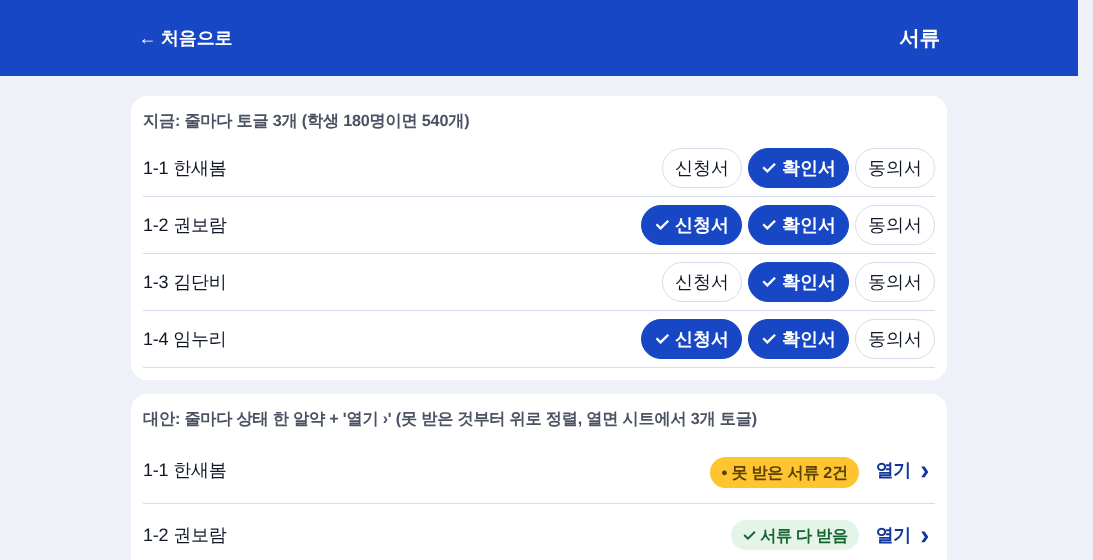 ← 처음으로 서류
지금: 줄마다 토글 3개 (학생 180명이면 540개)
1-1 한새봄 신청서 ✓ 확인서 동의서
1-2 권보람 ✓ 신청서 ✓ 확인서 동의서
1-3 김단비 신청서 ✓ 확인서 동의서
1-4 임누리 ✓ 신청서 ✓ 확인서 동의서
대안: 줄마다 상태 한 알약 + '열기 ›' (못 받은 것부터 위로 정렬, 열면 시트에서 3개 토글)
1-1 한새봄 • 못 받은 서류 2건 열기 ›
1-2 권보람 ✓ 서류 다 받음 열기 ›